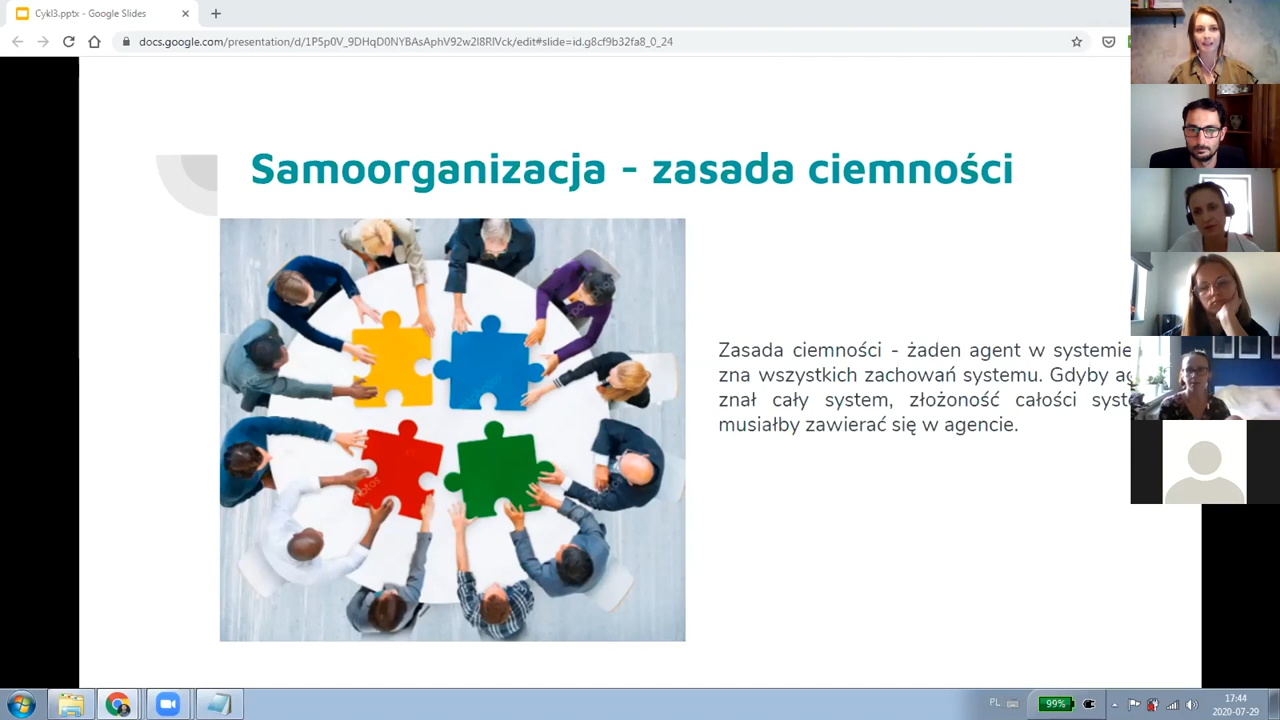 Cykl3.pptx - Google Slides
docs.google.com/presentation/d/1P5p0V_9DHqD0NYBAsAphV92w2I8RIVc/edit#slide=id.g8cf9b32fa8_0_24
Samoorganizacja - zasada ciemności
Zasada ciemności - żaden agent w systemie
zna wszystkich zachowań systemu. Gdyby
znał cały system, złożoność całości
musiałby zawierać się w agencie.
PL
99%
17:44
2020-07-29